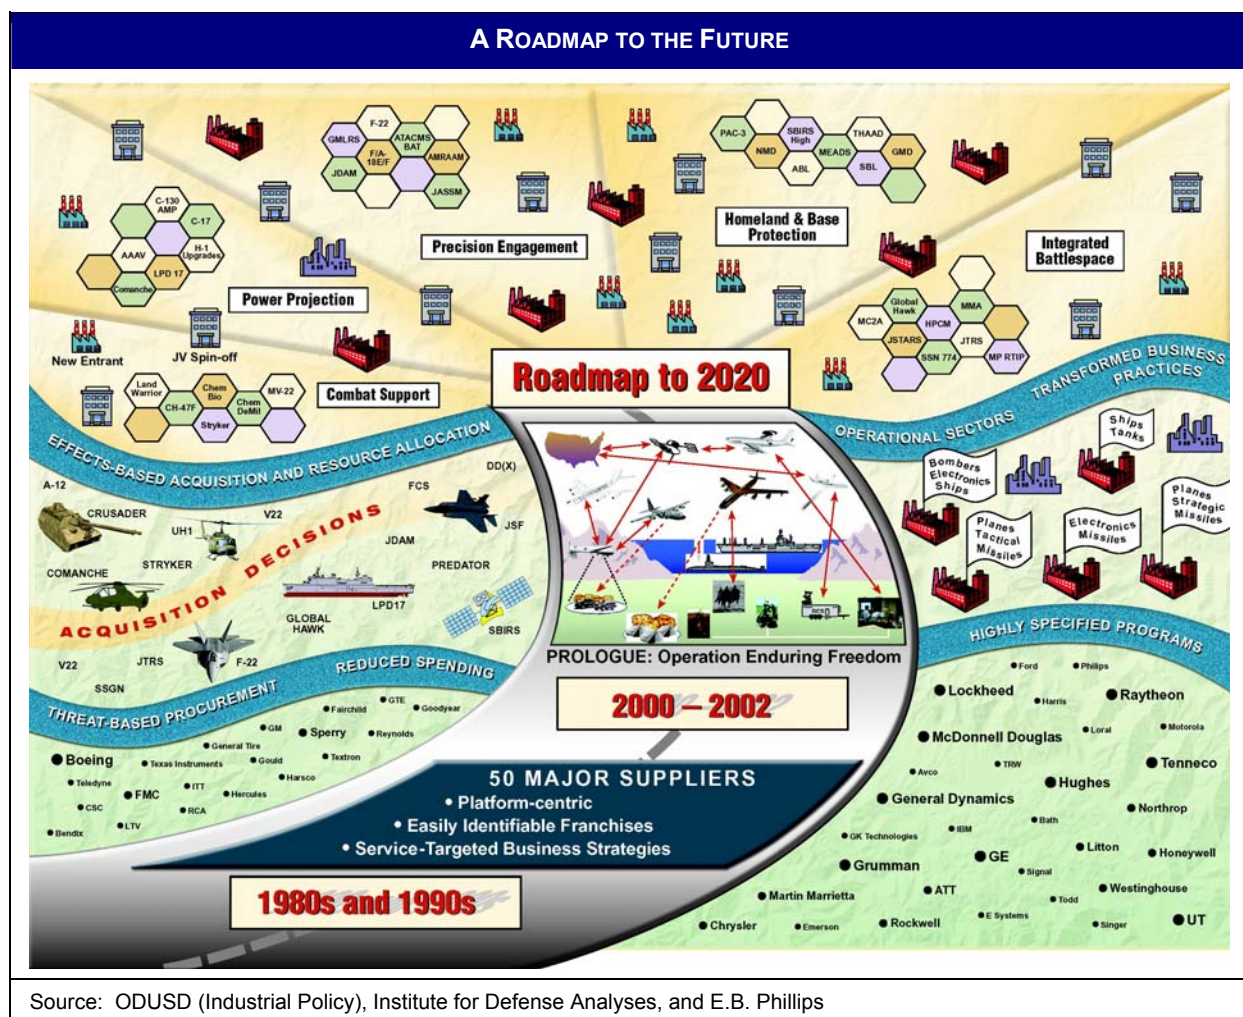 A ROADMAP TO THE FUTURE
F-22
GMLRS
ATACMS
BAT
F/A-
18E/F
AMRAAM
JDAM
JASSM
PAC-3
SBIRS
High
THAAD
NMD
MEADS
GMD
ABL
SBL
C-130
AMP
C-17
AAAV
H-1
Upgrades
LPD 17
Comanche
Precision Engagement
Homeland & Base
Protection
Integrated
Battlespace
Power Projection
Global
Hawk
MMA
MC2A
HPCM
JSTARS
JTRS
SSN 774
MP RTIP
New Entrant
JV Spin-off
Land
Warrior
Chem
Bio
MV-22
CH-47F
Chem
DeMil
Stryker
Combat Support
Roadmap to 2020
EFFECTS-BASED ACQUISITION AND RESOURCE ALLOCATION
OPERATIONAL SECTORS
TRANSFORMED BUSINESS
PRACTICES
A-12
CRUSADER
UH1
V22
STRYKER
COMANCHE
DD(X)
FCS
JSF
JDAM
PREDATOR
LPD17
GLOBAL
HAWK
SBIRS
ACQUISITION DECISIONS
V22
JTRS
F-22
SSGN
Ships
Tanks
Bombers
Electronics
Ships
Planes
Strategic
Missiles
Planes
Tactical
Missiles
Electronics
Missiles
THREAT-BASED PROCUREMENT
REDUCED SPENDING
HIGHLY SPECIFIED PROGRAMS
PROLOGUE: Operation Enduring Freedom
2000 – 2002
GTE
Fairchild
Goodyear
GM
Sperry
Reynolds
General Tire
Boeing
Texas Instruments
Gould
Textron
Teledyne
ITT
Harsco
FMC
Hercules
CSC
RCA
LTV
Bendix
50 MAJOR SUPPLIERS
• Platform-centric
• Easily Identifiable Franchises
• Service-Targeted Business Strategies
1980s and 1990s
Ford
Philips
Lockheed
Harris
Raytheon
McDonnell Douglas
Loral
Motorola
Avco
TRW
Tenneco
Hughes
General Dynamics
Northrop
GK Technologies
IBM
Bath
Litton
Honeywell
Grumman
GE
Signal
Martin Marrietta
ATT
Westinghouse
Todd
Chrysler
Emerson
Rockwell
E Systems
Singer
UT
Source: ODUSD (Industrial Policy), Institute for Defense Analyses, and E.B. Phillips